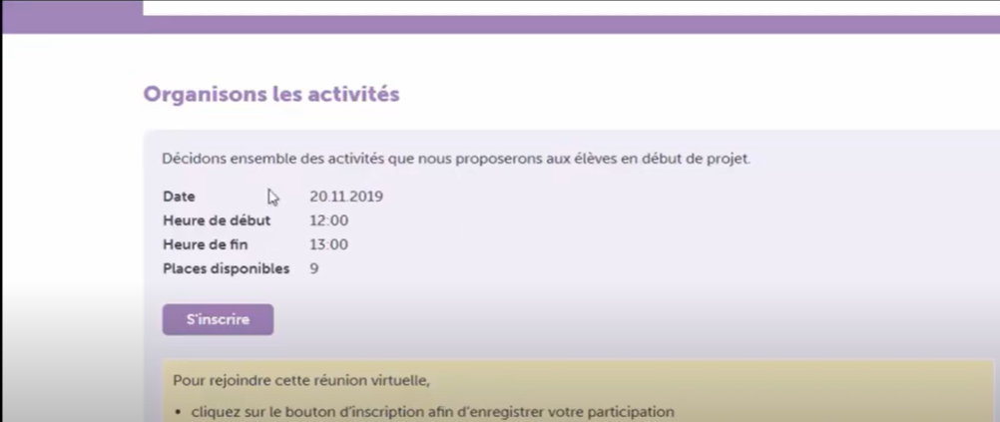 Organisons les activités
Décidons ensemble des activités que nous proposerons aux élèves en début de projet.
Date 20.11.2019
Heure de début 12:00
Heure de fin 13:00
Places disponibles 9
S'inscrire
Pour rejoindre cette réunion virtuelle,
• cliquez sur le bouton d'inscription afin d'enregistrer votre participation